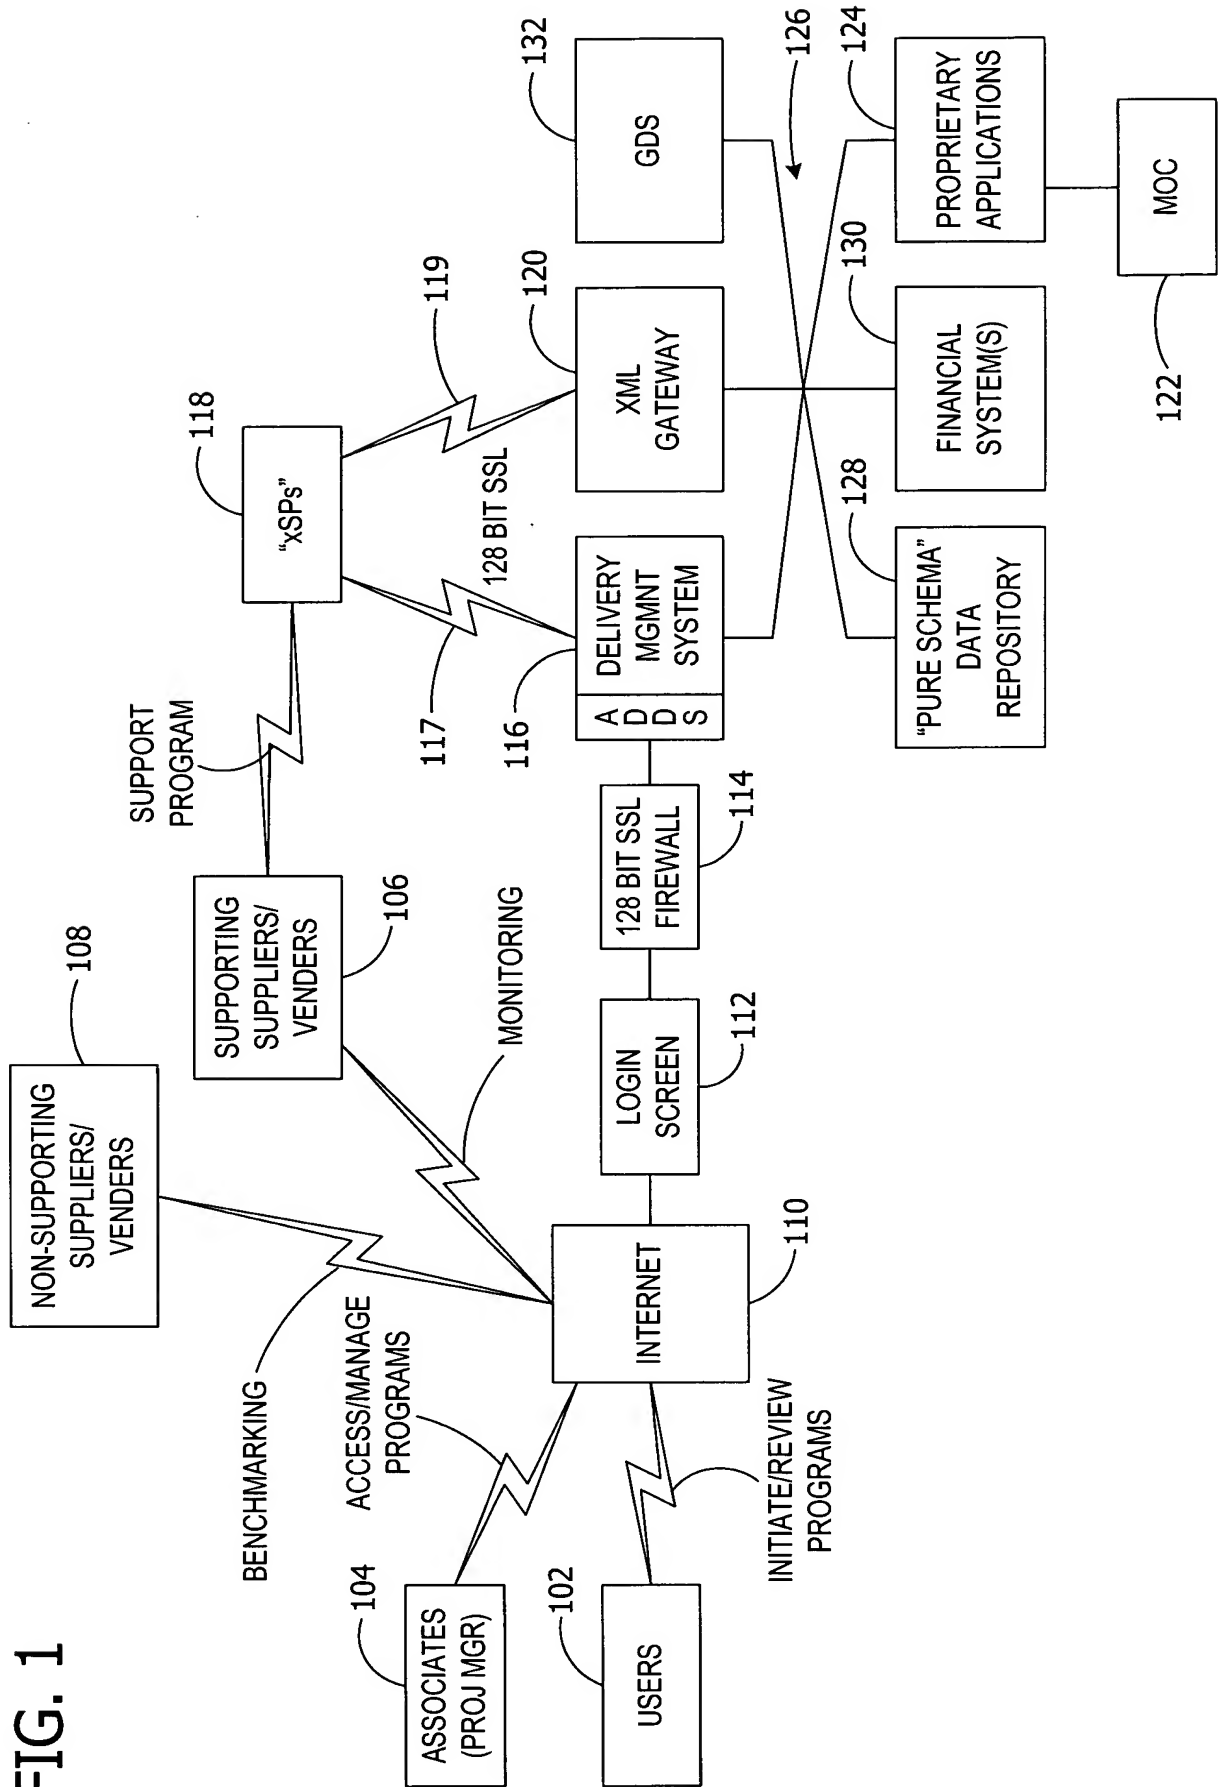 FIG. 1
NON-SUPPORTING
SUPPLIERS/
VENDERS
108
SUPPORTING
SUPPLIERS/
VENDERS
106
SUPPORT
PROGRAM
"xSPs"
118
119
117
128 BIT SSL
BENCHMARKING
MONITORING
ACCESS/MANAGE
PROGRAMS
ASSOCIATES
(PROJ MGR)
104
USERS
102
INITIATE/REVIEW
PROGRAMS
INTERNET
110
LOGIN
SCREEN
112
128 BIT SSL
FIREWALL
114
ADDS
DELIVERY
MGMNT
SYSTEM
116
XML
GATEWAY
120
GDS
132
126
"PURE SCHEMA"
DATA
REPOSITORY
128
FINANCIAL
SYSTEM(S)
130
PROPRIETARY
APPLICATIONS
124
MOC
122